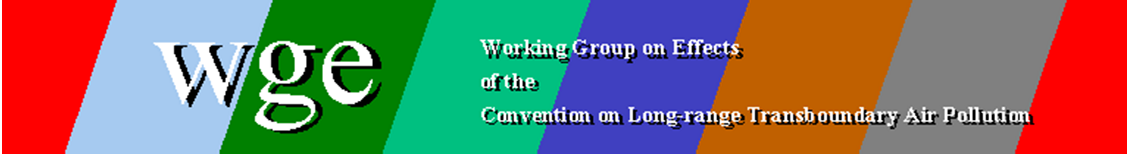 wge
Working Group on Effects
of the
Convention on Long-range Transboundary Air Pollution